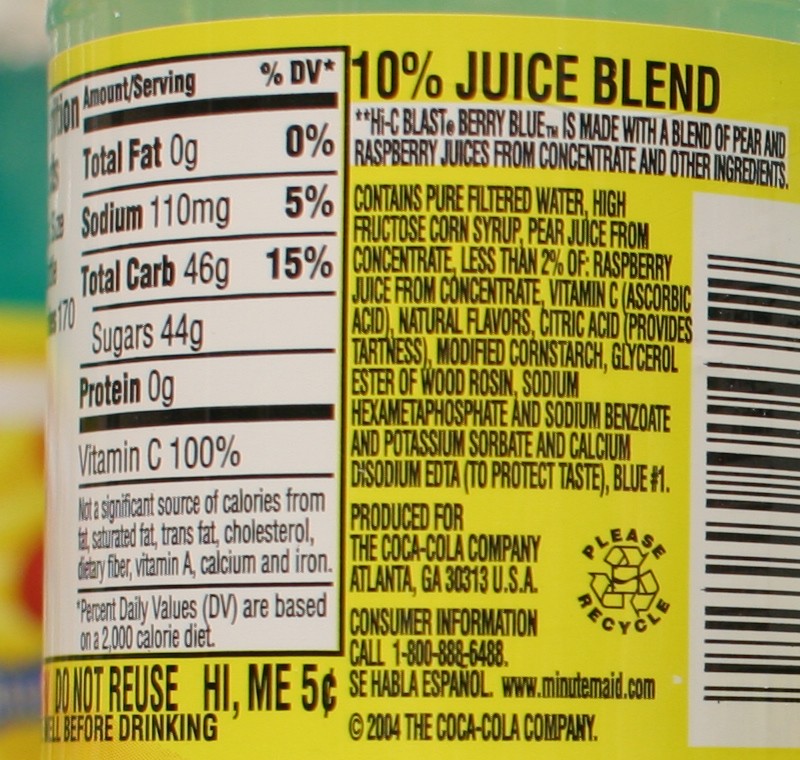 Amount/Serving % DV*
Total Fat 0g 0%
Sodium 110mg 5%
Total Carb 46g 15%
170
Sugars 44g
Protein 0g
Vitamin C 100%
Not a significant source of calories from
fat, saturated fat, trans fat, cholesterol,
dietary fiber, vitamin A, calcium and iron.
*Percent Daily Values (DV) are based
on a 2,000 calorie diet.
DO NOT REUSE HI, ME 5¢
BEFORE DRINKING
10% JUICE BLEND
**Hi-C BLAST® BERRY BLUE™ IS MADE WITH A BLEND OF PEAR AND
RASPBERRY JUICES FROM CONCENTRATE AND OTHER INGREDIENTS.
CONTAINS PURE FILTERED WATER, HIGH
FRUCTOSE CORN SYRUP, PEAR JUICE FROM
CONCENTRATE, LESS THAN 2% OF: RASPBERRY
JUICE FROM CONCENTRATE, VITAMIN C (ASCORBIC
ACID), NATURAL FLAVORS, CITRIC ACID (PROVIDES
TARTNESS), MODIFIED CORNSTARCH, GLYCEROL
ESTER OF WOOD ROSIN, SODIUM
HEXAMETAPHOSPHATE AND SODIUM BENZOATE
AND POTASSIUM SORBATE AND CALCIUM
DISODIUM EDTA (TO PROTECT TASTE), BLUE #1.
PRODUCED FOR
THE COCA-COLA COMPANY
ATLANTA, GA 30313 U.S.A.
PLEASE
RECYCLE
CONSUMER INFORMATION
CALL 1-800-888-6488.
SE HABLA ESPAÑOL. www.minutemaid.com
© 2004 THE COCA-COLA COMPANY.